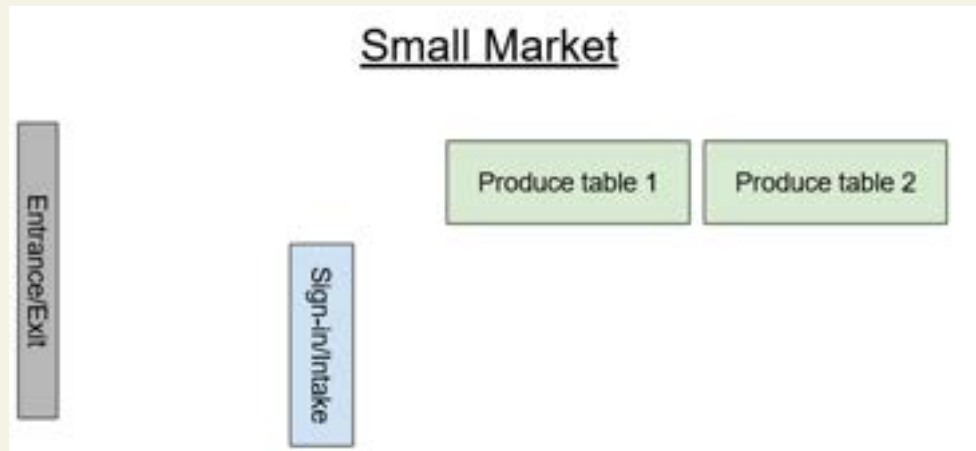 Small Market
Entrance/Exit
Sign-in/Intake
Produce table 1
Produce table 2